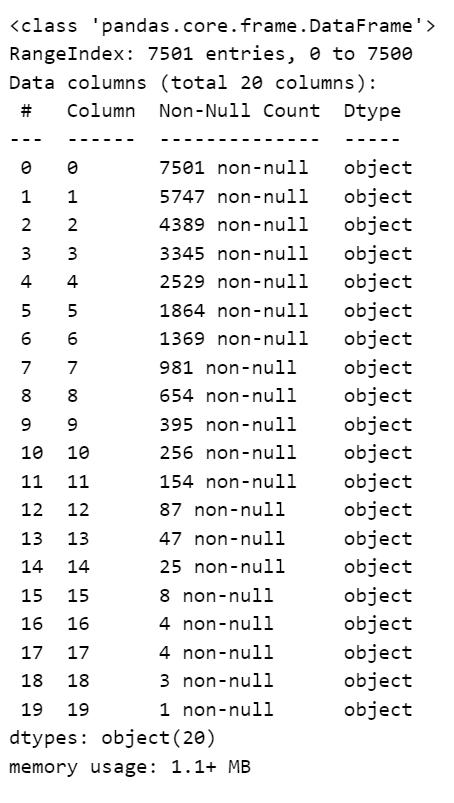 <class 'pandas.core.frame.DataFrame'>
RangeIndex: 7501 entries, 0 to 7500
Data columns (total 20 columns):
 #   Column  Non-Null Count  Dtype
---  ------  --------------  -----
 0   0       7501 non-null   object
 1   1       5747 non-null   object
 2   2       4389 non-null   object
 3   3       3345 non-null   object
 4   4       2529 non-null   object
 5   5       1864 non-null   object
 6   6       1369 non-null   object
 7   7       981 non-null    object
 8   8       654 non-null    object
 9   9       395 non-null    object
 10  10      256 non-null    object
 11  11      154 non-null    object
 12  12      87 non-null     object
 13  13      47 non-null     object
 14  14      25 non-null     object
 15  15      8 non-null      object
 16  16      4 non-null      object
 17  17      4 non-null      object
 18  18      3 non-null      object
 19  19      1 non-null      object
dtypes: object(20)
memory usage: 1.1+ MB